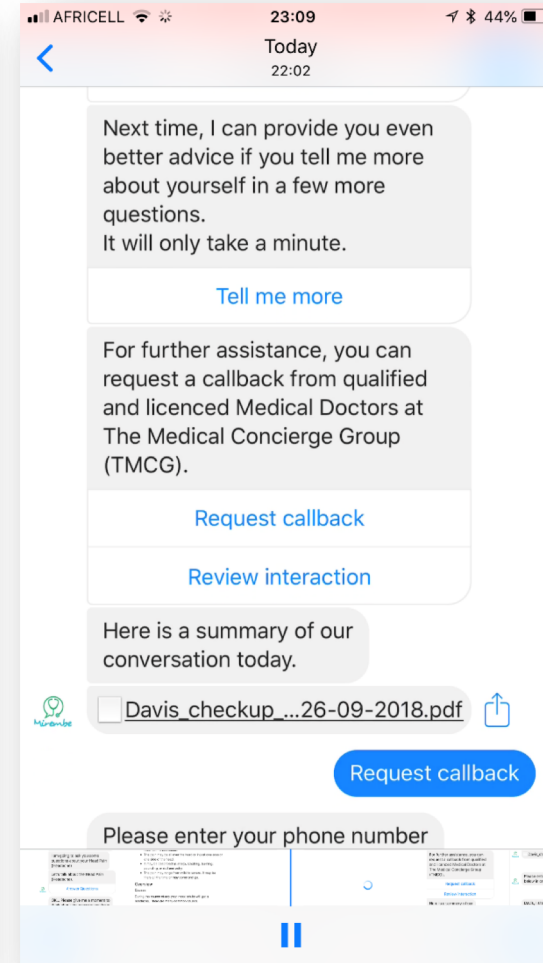 AFRICELL
23:09
44%
Today
22:02
Next time, I can provide you even
better advice if you tell me more
about yourself in a few more
questions.
It will only take a minute.
Tell me more
For further assistance, you can
request a callback from qualified
and licenced Medical Doctors at
The Medical Concierge Group
(TMCG).
Request callback
Review interaction
Here is a summary of our
conversation today.
Mirambe
Davis_checkup_...26-09-2018.pdf
Request callback
Please enter your phone number